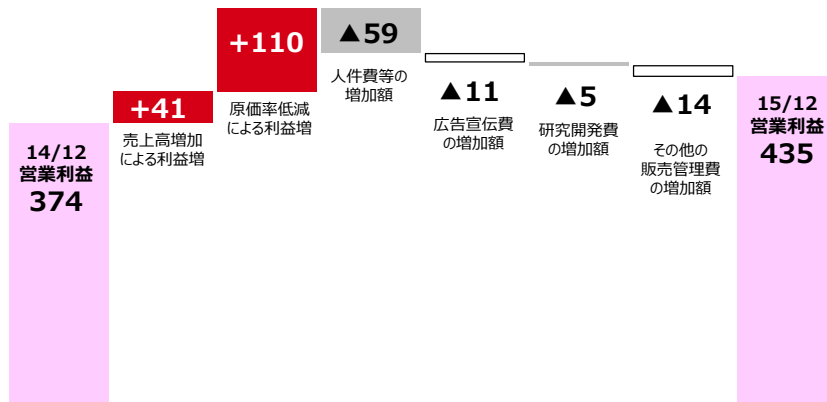 14/12
営業利益
374
+41
売上高増加
による利益増
+110
原価率低減
による利益増
▲59
人件費等の
増加額
▲11
広告宣伝費
の増加額
▲5
研究開発費
の増加額
▲14
その他の
販売管理費
の増加額
15/12
営業利益
435